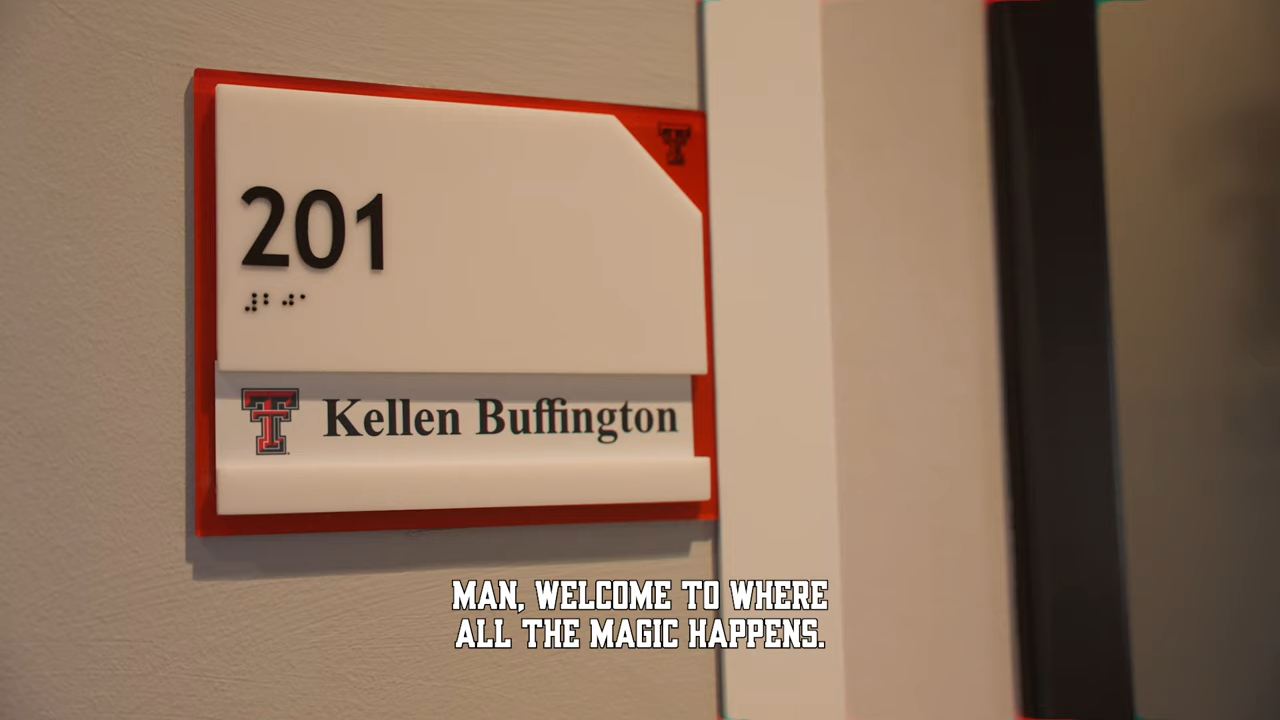 201
Kellen Buffington
MAN, WELCOME TO WHERE
ALL THE MAGIC HAPPENS.